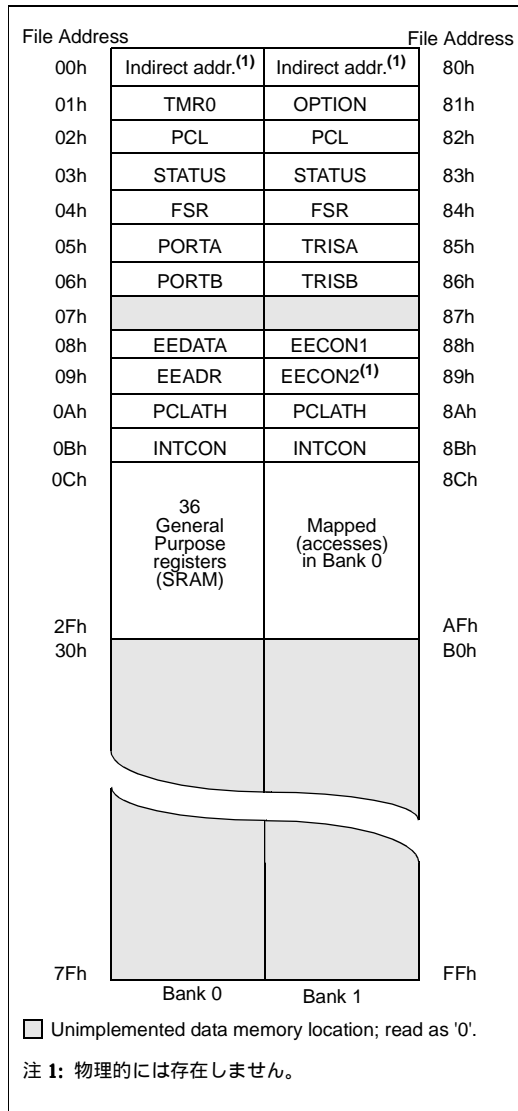 File Address File Address
00h Indirect addr.(1) Indirect addr.(1) 80h
01h TMR0 OPTION 81h
02h PCL PCL 82h
03h STATUS STATUS 83h
04h FSR FSR 84h
05h PORTA TRISA 85h
06h PORTB TRISB 86h
07h 87h
08h EEDATA EECON1 88h
09h EEADR EECON2(1) 89h
0Ah PCLATH PCLATH 8Ah
0Bh INTCON INTCON 8Bh
0Ch 8Ch
36
General
Purpose
registers
(SRAM)
Mapped
(accesses)
in Bank 0
2Fh AFh
30h B0h
7Fh FFh
Bank 0 Bank 1
Unimplemented data memory location; read as '0'.
注 1: 物理的には存在しません。